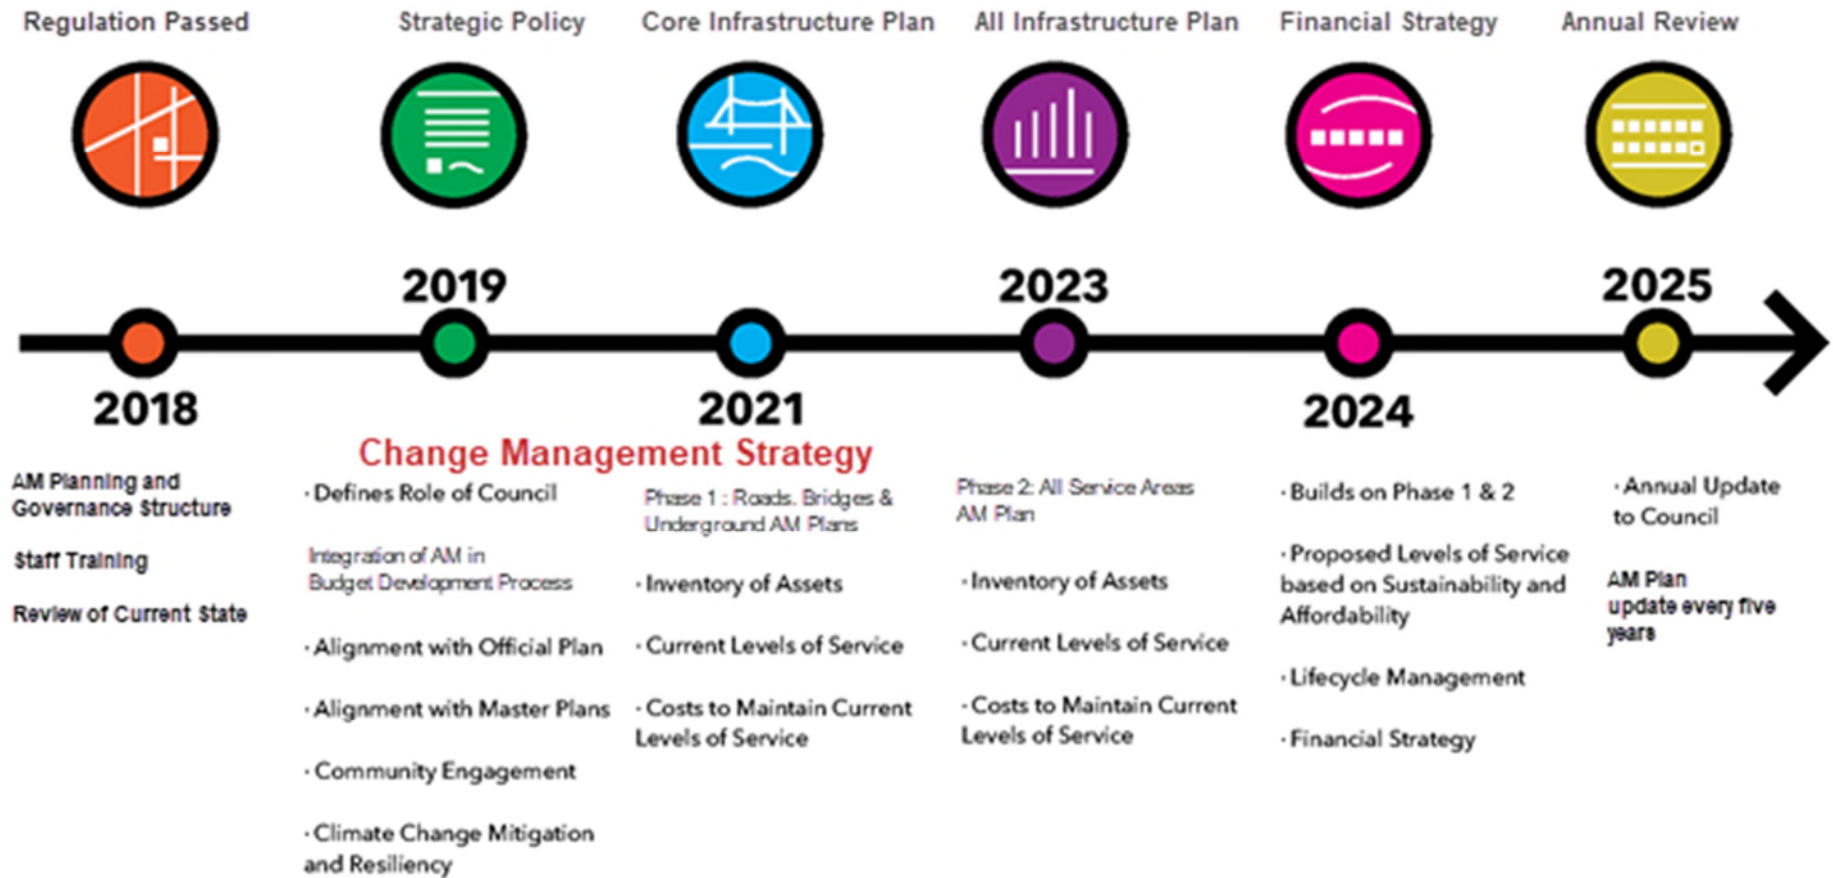 Regulation Passed
Strategic Policy
Core Infrastructure Plan
All Infrastructure Plan
Financial Strategy
Annual Review
2018
2019
2021
2023
2024
2025
Change Management Strategy
AM Planning and
Governance Structure
Staff Training
Review of Current State
· Defines Role of Council
Integration of AM in
Budget Development Process
· Alignment with Official Plan
· Alignment with Master Plans
· Community Engagement
· Climate Change Mitigation
and Resiliency
Phase 1 : Roads. Bridges &
Underground AM Plans
· Inventory of Assets
· Current Levels of Service
· Costs to Maintain Current
Levels of Service
Phase 2: All Service Areas
AM Plan
· Inventory of Assets
· Current Levels of Service
· Costs to Maintain Current
Levels of Service
· Builds on Phase 1 & 2
· Proposed Levels of Service
based on Sustainability and
Affordability
· Lifecycle Management
· Financial Strategy
· Annual Update
to Council
AM Plan
update every five
years